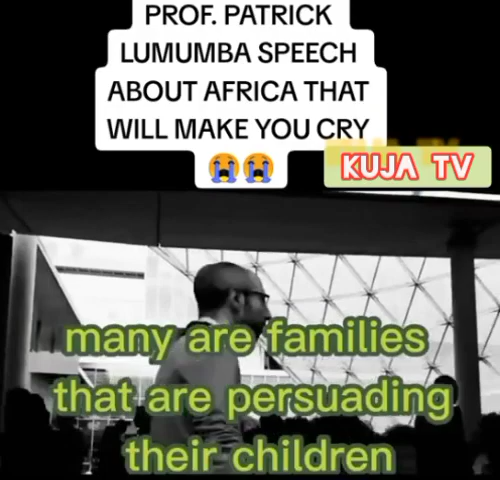 PROF. PATRICK
LUMUMBA SPEECH
ABOUT AFRICA THAT
WILL MAKE YOU CRY
😭😭
KUJA TV
many are families
that are persuading
their children